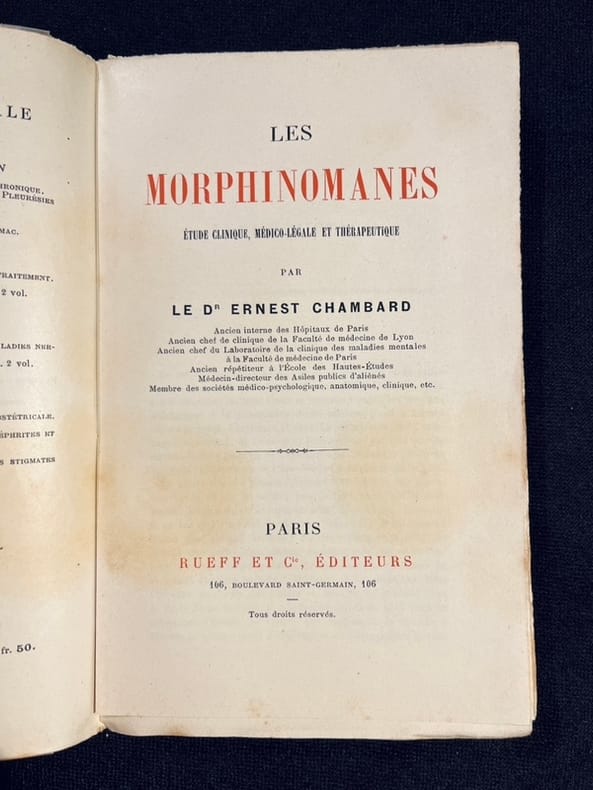 LE
HRONIQUE.
PLEURÉSIES
MAC.
TRAITEMENT.
2 vol.
LADIES NER-
. 2 vol.
STÉTRICALE.
ÉPHRITES ET
S STIGMATES
fr. 50.
LES
MORPHINOMANES
ÉTUDE CLINIQUE, MÉDICO-LÉGALE ET THÉRAPEUTIQUE
PAR
LE Dr ERNEST CHAMBARD
Ancien interne des Hôpitaux de Paris
Ancien chef de clinique de la Faculté de médecine de Lyon
Ancien chef du Laboratoire de la clinique des maladies mentales
à la Faculté de médecine de Paris
Ancien répétiteur à l'École des Hautes-Études
Médecin-directeur des Asiles publics d'aliénés
Membre des sociétés médico-psychologique, anatomique, clinique, etc.
PARIS
RUEFF ET Cie, ÉDITEURS
106, BOULEVARD SAINT-GERMAIN, 106
Tous droits réservés.